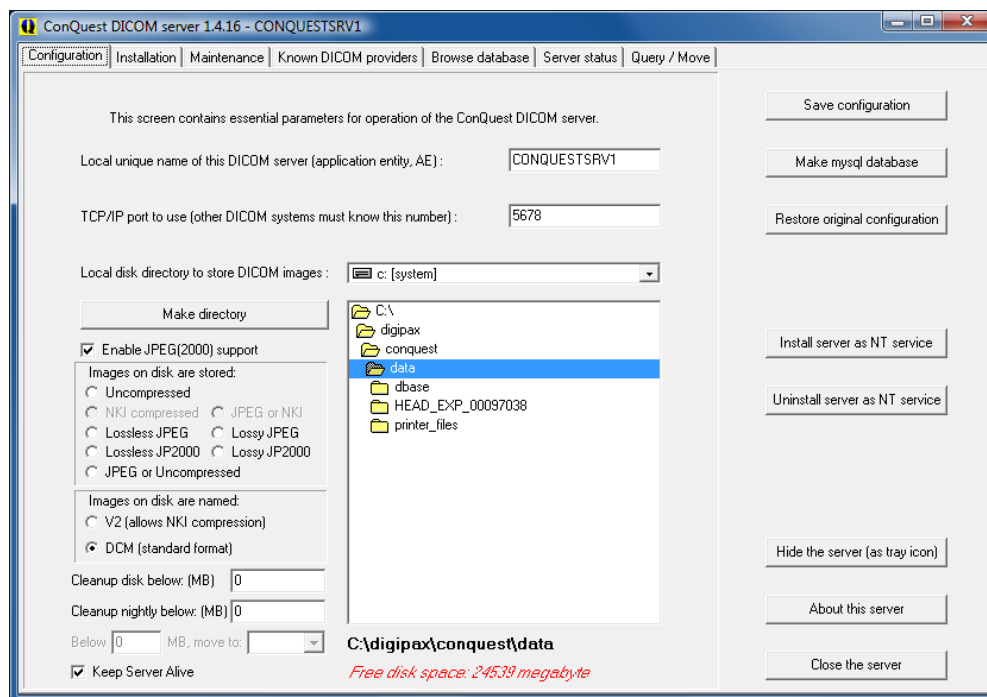 ConQuest DICOM server 1.4.16 - CONQUESTSRV1
Configuration Installation Maintenance Known DICOM providers Browse database Server status Query / Move
This screen contains essential parameters for operation of the ConQuest DICOM server.
Local unique name of this DICOM server (application entity, AE) : CONQUESTSRV1
TCP/IP port to use (other DICOM systems must know this number) : 5678
Local disk directory to store DICOM images : c: [system]
Make directory
Enable JPEG(2000) support
Images on disk are stored:
Uncompressed
NKI compressed JPEG or NKI
Lossless JPEG Lossy JPEG
Lossless JP2000 Lossy JP2000
JPEG or Uncompressed
Images on disk are named:
V2 (allows NKI compression)
DCM (standard format)
Cleanup disk below: (MB) 0
Cleanup nightly below: (MB) 0
Below 0 MB, move to:
Keep Server Alive
C:\
digipax
conquest
data
dbase
HEAD_EXP_00097038
printer_files
C:\digipax\conquest\data
Free disk space: 24539 megabyte
Save configuration
Make mysql database
Restore original configuration
Install server as NT service
Uninstall server as NT service
Hide the server (as tray icon)
About this server
Close the server